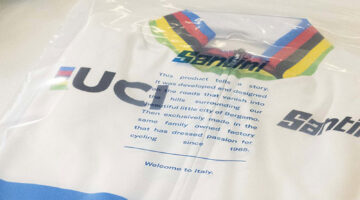 Santini
This product tells a story.
It was developed and designed
on the roads that vanish into
the hills surrounding our
beautiful little city of Bergamo.
Then exclusively made in the
same family owned factory
that has dressed passion for
cycling since
1965.
Welcome to Italy.
UCI
Santini